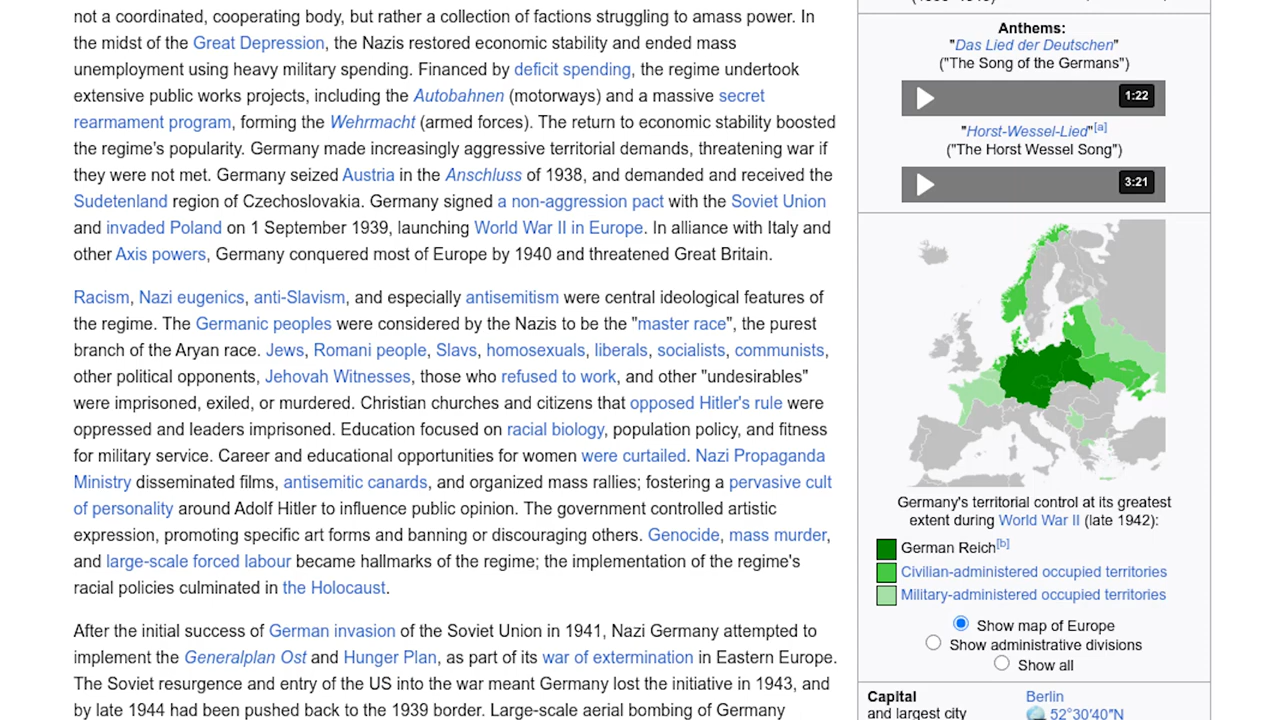 not a coordinated, cooperating body, but rather a collection of factions struggling to amass power. In
the midst of the Great Depression, the Nazis restored economic stability and ended mass
unemployment using heavy military spending. Financed by deficit spending, the regime undertook
extensive public works projects, including the Autobahnen (motorways) and a massive secret
rearmament program, forming the Wehrmacht (armed forces). The return to economic stability boosted
the regime's popularity. Germany made increasingly aggressive territorial demands, threatening war if
they were not met. Germany seized Austria in the Anschluss of 1938, and demanded and received the
Sudetenland region of Czechoslovakia. Germany signed a non-aggression pact with the Soviet Union
and invaded Poland on 1 September 1939, launching World War II in Europe. In alliance with Italy and
other Axis powers, Germany conquered most of Europe by 1940 and threatened Great Britain.
Racism, Nazi eugenics, anti-Slavism, and especially antisemitism were central ideological features of
the regime. The Germanic peoples were considered by the Nazis to be the "master race", the purest
branch of the Aryan race. Jews, Romani people, Slavs, homosexuals, liberals, socialists, communists,
other political opponents, Jehovah Witnesses, those who refused to work, and other "undesirables"
were imprisoned, exiled, or murdered. Christian churches and citizens that opposed Hitler's rule were
oppressed and leaders imprisoned. Education focused on racial biology, population policy, and fitness
for military service. Career and educational opportunities for women were curtailed. Nazi Propaganda
Ministry disseminated films, antisemitic canards, and organized mass rallies; fostering a pervasive cult
of personality around Adolf Hitler to influence public opinion. The government controlled artistic
expression, promoting specific art forms and banning or discouraging others. Genocide, mass murder,
and large-scale forced labour became hallmarks of the regime; the implementation of the regime's
racial policies culminated in the Holocaust.
After the initial success of German invasion of the Soviet Union in 1941, Nazi Germany attempted to
implement the Generalplan Ost and Hunger Plan, as part of its war of extermination in Eastern Europe.
The Soviet resurgence and entry of the US into the war meant Germany lost the initiative in 1943, and
by late 1944 had been pushed back to the 1939 border. Large-scale aerial bombing of Germany
Anthems:
"Das Lied der Deutschen"
("The Song of the Germans")
1:22
"Horst-Wessel-Lied"[a]
("The Horst Wessel Song")
3:21
Germany's territorial control at its greatest
extent during World War II (late 1942):
German Reich[b]
Civilian-administered occupied territories
Military-administered occupied territories
Show map of Europe
Show administrative divisions
Show all
Capital Berlin
and largest city 52°30′40″N